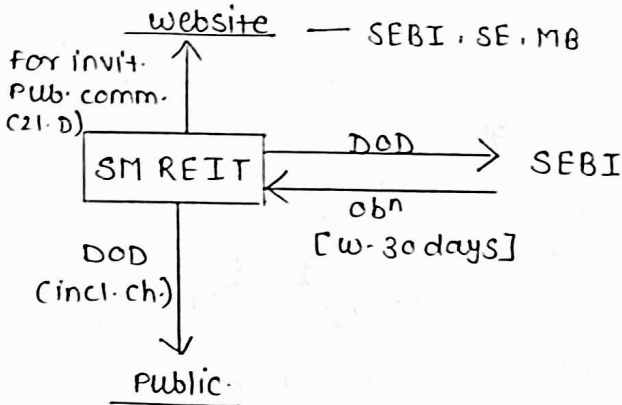 website — SEBI, SE, MB
for invit.
Pub. comm.
(21. D)
SM REIT
DOD
SEBI
obn
[w. 30 days]
DOD
(incl. ch.)
Public.